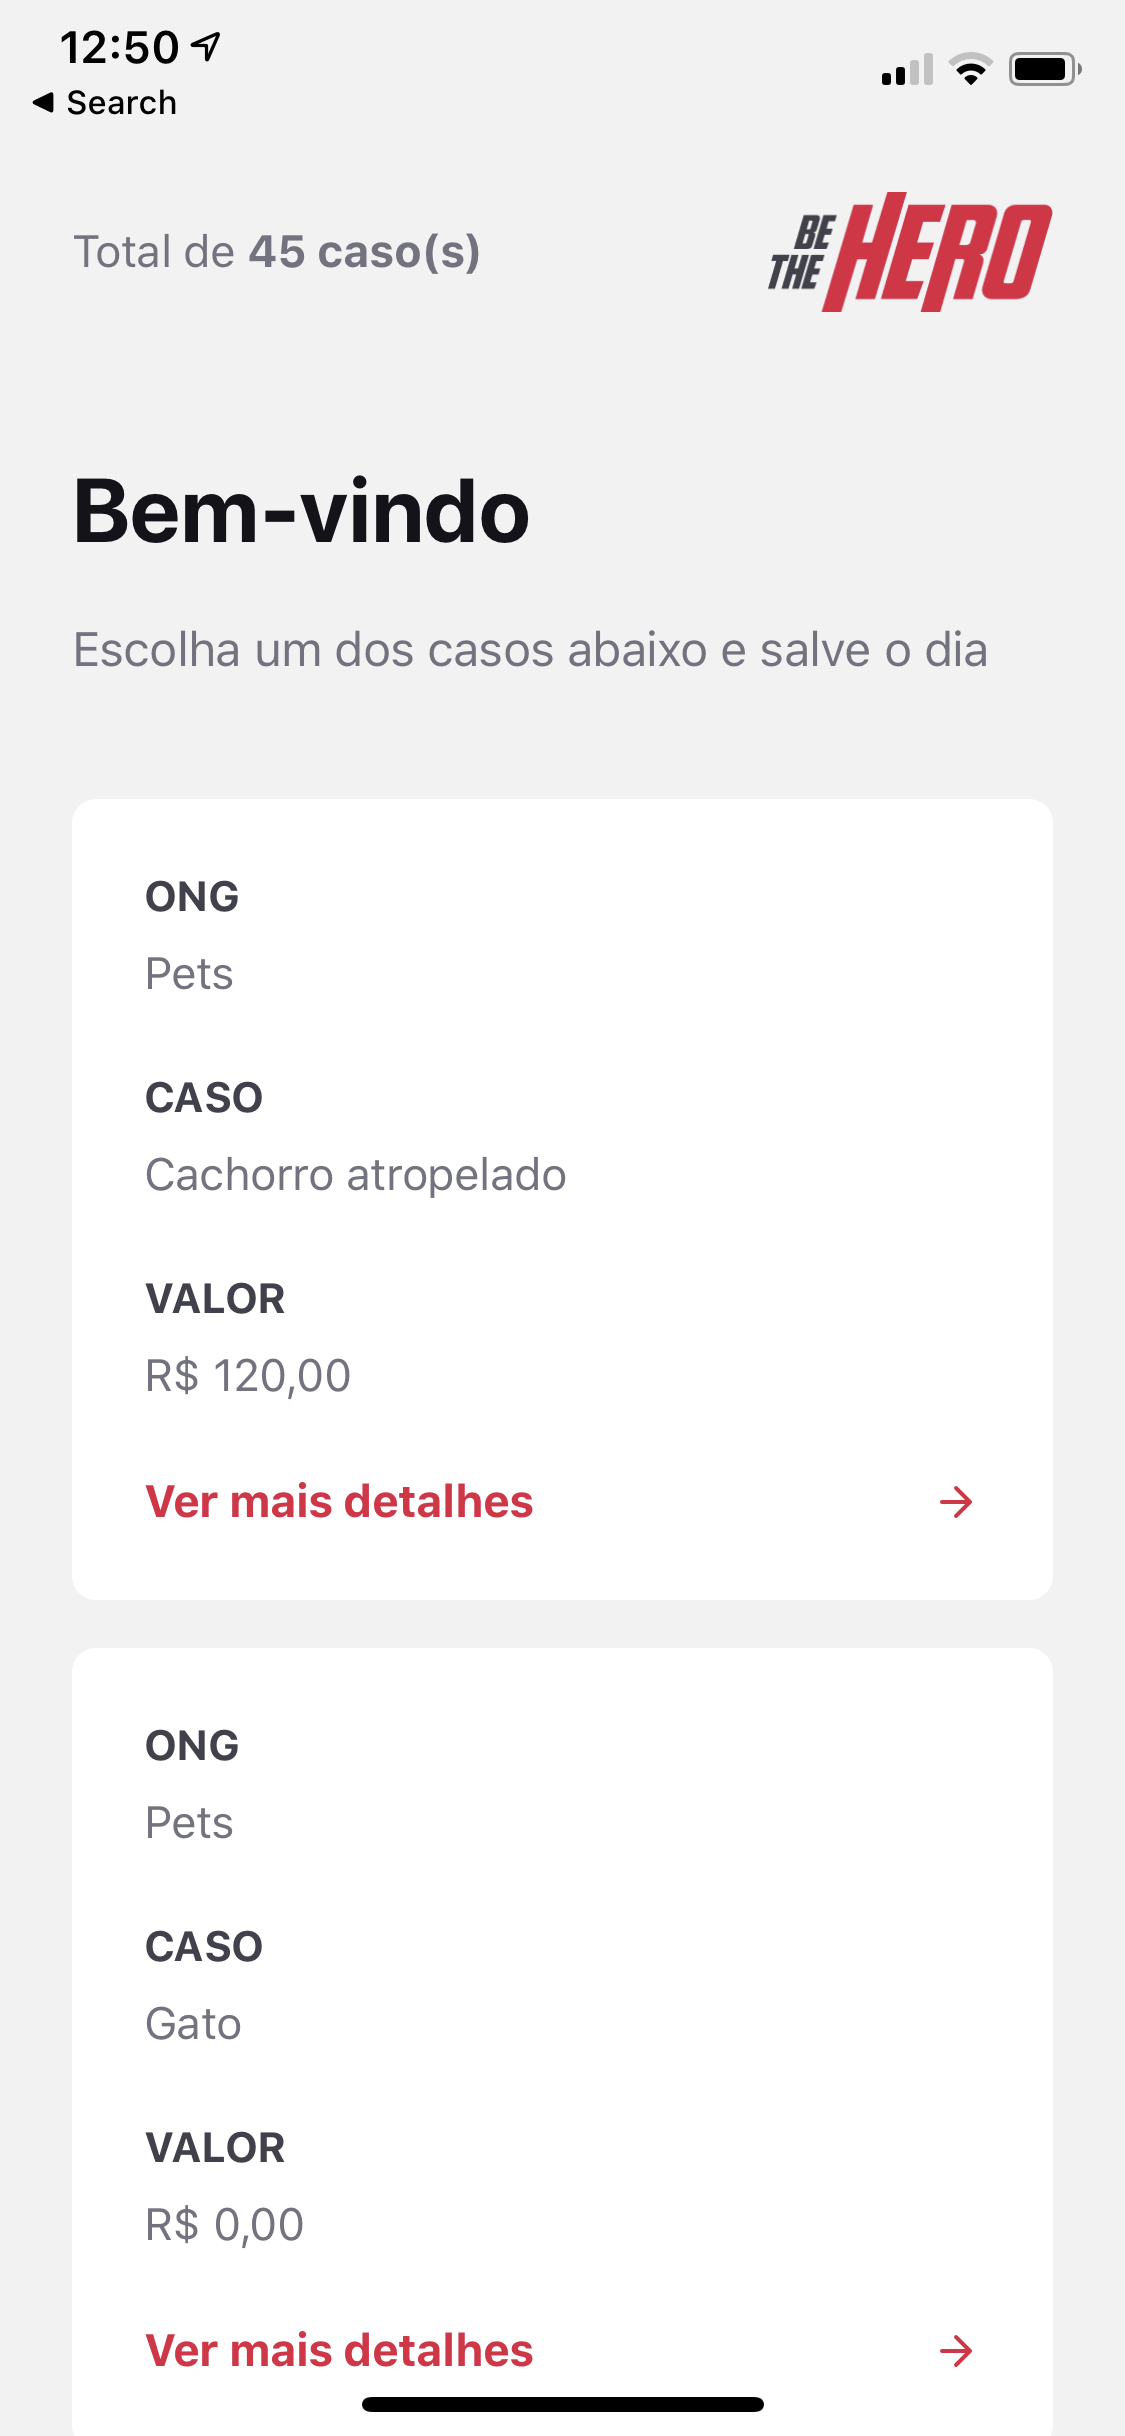 12:50
Search
Total de 45 caso(s)
BE THE HERO
Bem-vindo
Escolha um dos casos abaixo e salve o dia
ONG
Pets
CASO
Cachorro atropelado
VALOR
R$ 120,00
Ver mais detalhes
ONG
Pets
CASO
Gato
VALOR
R$ 0,00
Ver mais detalhes